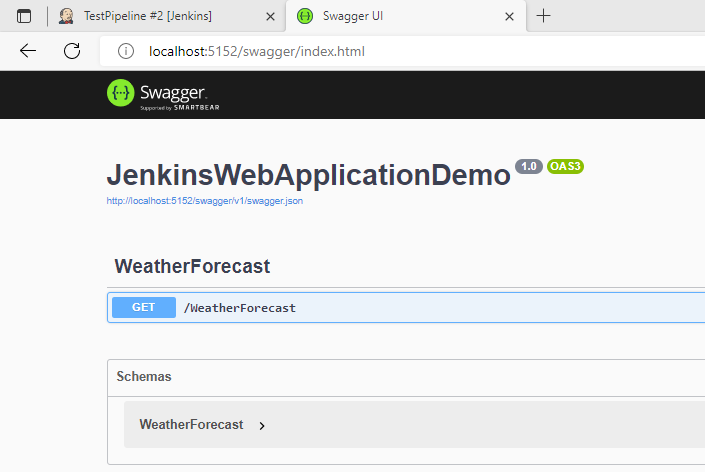 TestPipeline #2 [Jenkins]
Swagger UI
localhost:5152/swagger/index.html
Swagger.
Supported by SMARTBEAR
JenkinsWebApplicationDemo 1.0 OAS3
http://localhost:5152/swagger/v1/swagger.json
WeatherForecast
GET /WeatherForecast
Schemas
WeatherForecast